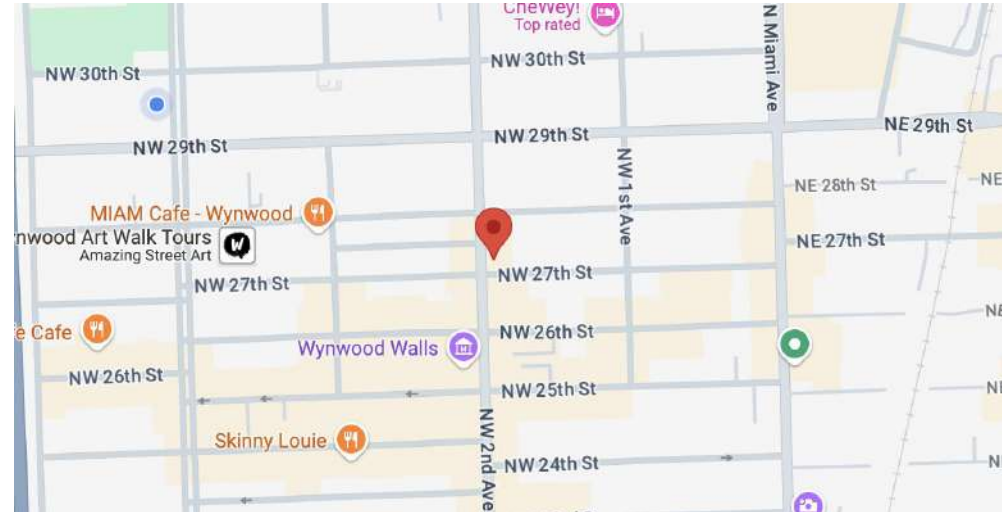 CheWey!
Top rated
N Miami Ave
NW 30th St
NW 30th St
NE 29th St
NW 29th St
NW 29th St
NW 1st Ave
NE 28th St
NE
MIAM Cafe - Wynwood
nwood Art Walk Tours
Amazing Street Art
W
NE 27th St
NW 27th St
NW 27th St
e Cafe
NW 26th St
Wynwood Walls
NW 26th St
NW 25th St
Skinny Louie
NW 2nd Ave
NW 24th St